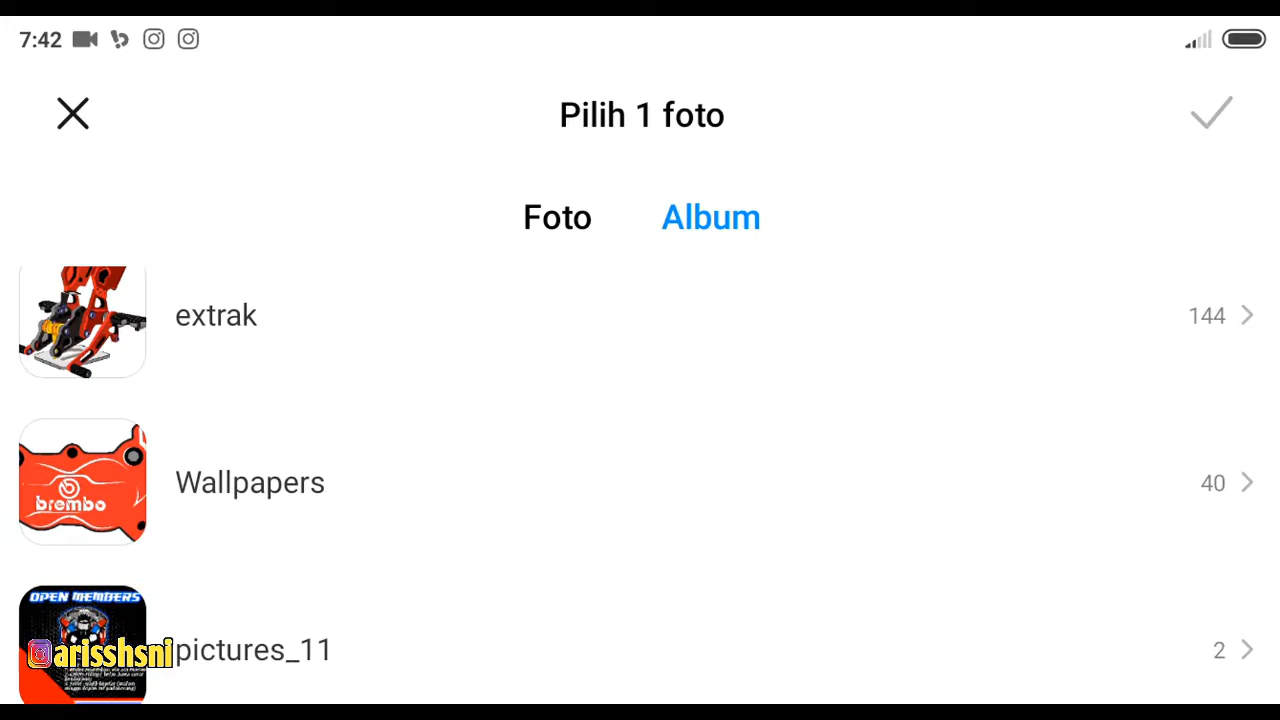 7:42
Pilih 1 foto
Foto Album
extrak 144
brembo
Wallpapers 40
OPEN MEMBERS
@arisshsni
pictures_11 2